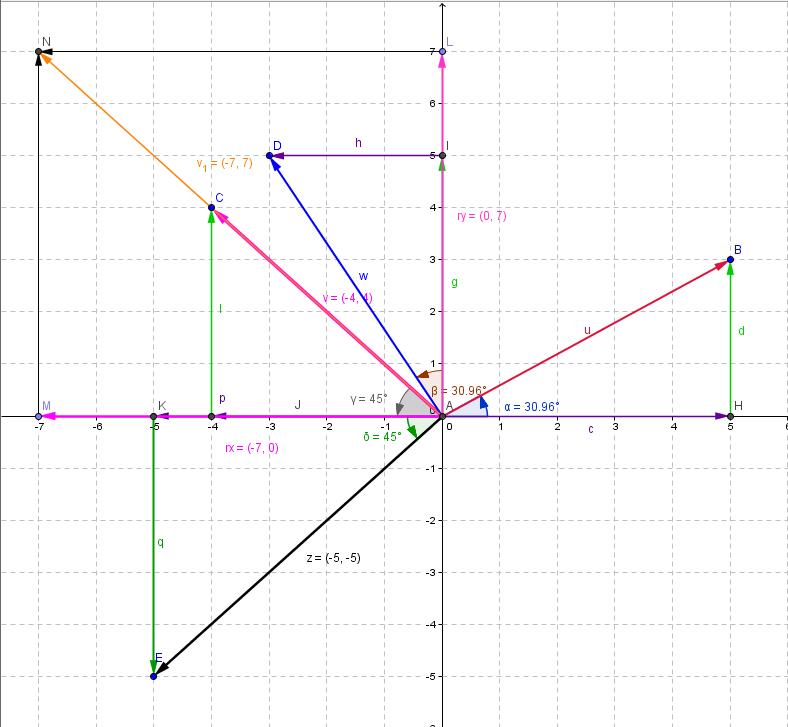 N
7
L
6
D
h
5
I
v₁ = (-7, 7)
C
4
ry = (0, 7)
3
B
w
g
v = (-4, 4)
l
2
u
d
1
β = 30.96°
γ = 45°
M
K
p
J
0
A
α = 30.96°
H
-7
-6
-5
-4
-3
-2
-1
0
1
2
3
4
5
6
δ = 45°
c
rx = (-7, 0)
-1
-2
q
z = (-5, -5)
-3
-4
E
-5